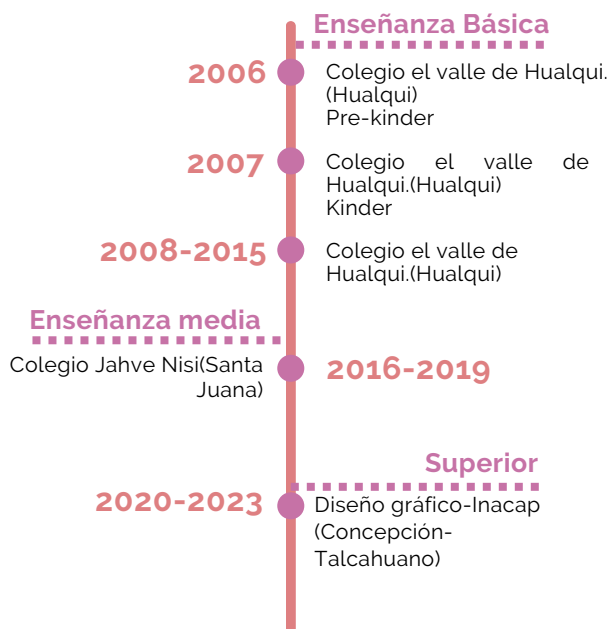 Enseñanza Básica
2006
Colegio el valle de Hualqui.
(Hualqui)
Pre-kinder
2007
Colegio el valle de
Hualqui.(Hualqui)
Kinder
2008-2015
Colegio el valle de
Hualqui.(Hualqui)
Enseñanza media
Colegio Jahve Nisi(Santa
Juana)
2016-2019
Superior
2020-2023
Diseño gráfico-Inacap
(Concepción-
Talcahuano)